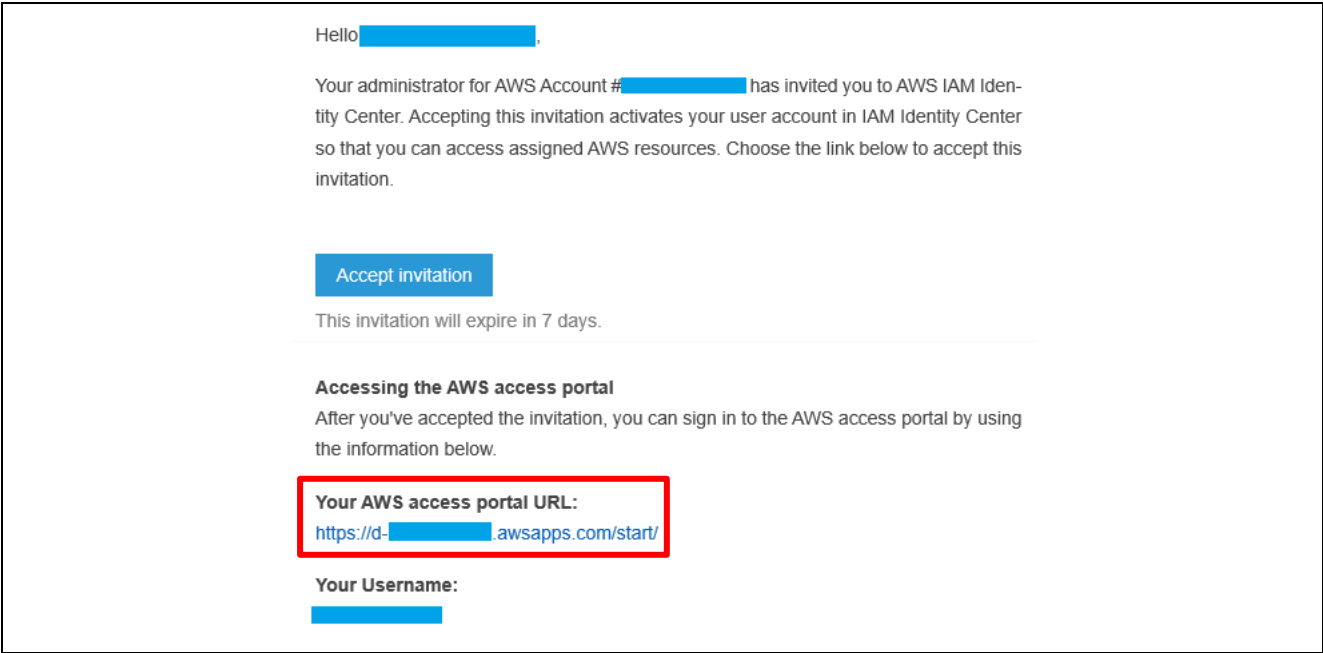 Hello ,
Your administrator for AWS Account # has invited you to AWS IAM Iden-
tity Center. Accepting this invitation activates your user account in IAM Identity Center
so that you can access assigned AWS resources. Choose the link below to accept this
invitation.
Accept invitation
This invitation will expire in 7 days.
Accessing the AWS access portal
After you've accepted the invitation, you can sign in to the AWS access portal by using
the information below.
Your AWS access portal URL:
https://d- .awsapps.com/start/
Your Username: